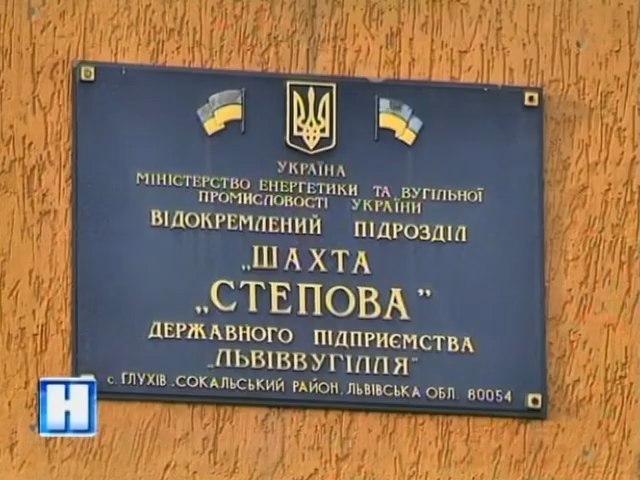 УКРАЇНА
МІНІСТЕРСТВО ЕНЕРГЕТИКИ ТА ВУГІЛЬНОЇ
ПРОМИСЛОВОСТІ УКРАЇНИ
ВІДОКРЕМЛЕНИЙ ПІДРОЗДІЛ
„ШАХТА
„СТЕПОВА"
ДЕРЖАВНОГО ПІДПРИЄМСТВА
„ЛЬВІВВУГІЛЛЯ"
с. ГЛУХІВ .СОКАЛЬСЬКИЙ РАЙОН, ЛЬВІВСЬКА ОБЛ. 80054
Н